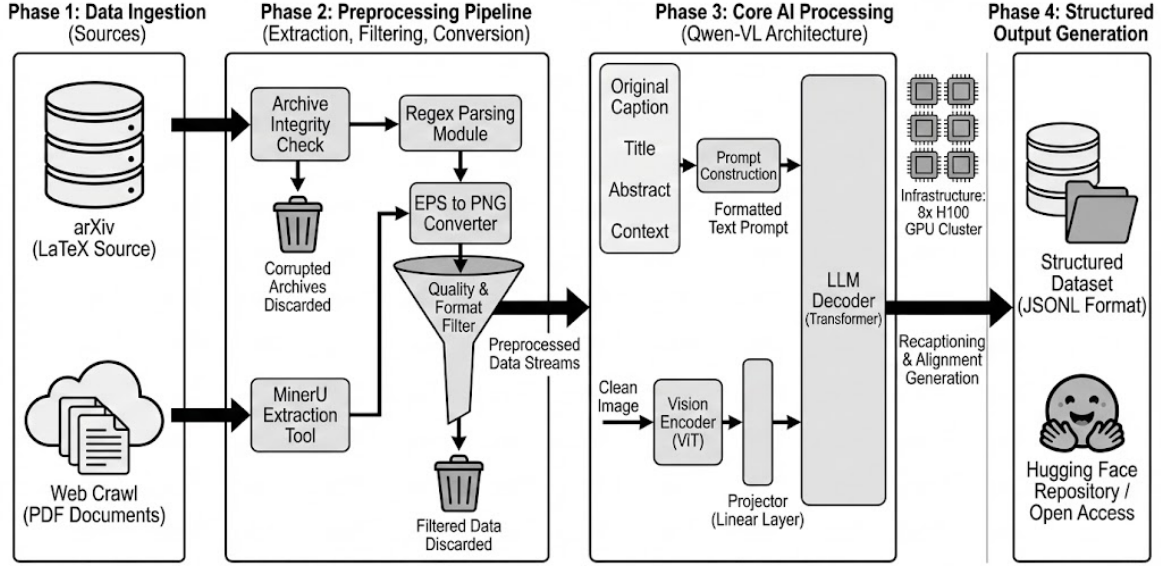 Phase 1: Data Ingestion
(Sources)
arXiv
(LaTeX Source)
Web Crawl
(PDF Documents)
Phase 2: Preprocessing Pipeline
(Extraction, Filtering, Conversion)
Archive
Integrity
Check
Corrupted
Archives
Discarded
Regex Parsing
Module
EPS to PNG
Converter
Quality &
Format
Filter
MinerU
Extraction
Tool
Filtered Data
Discarded
Preprocessed
Data Streams
Phase 3: Core AI Processing
(Qwen-VL Architecture)
Original
Caption
Title
Abstract
Context
Prompt
Construction
Formatted
Text Prompt
Clean
Image
Vision
Encoder
(ViT)
Projector
(Linear Layer)
LLM
Decoder
(Transformer)
Infrastructure:
8x H100
GPU Cluster
Recaptioning
& Alignment
Generation
Phase 4: Structured
Output Generation
Structured
Dataset
(JSONL Format)
Hugging Face
Repository /
Open Access